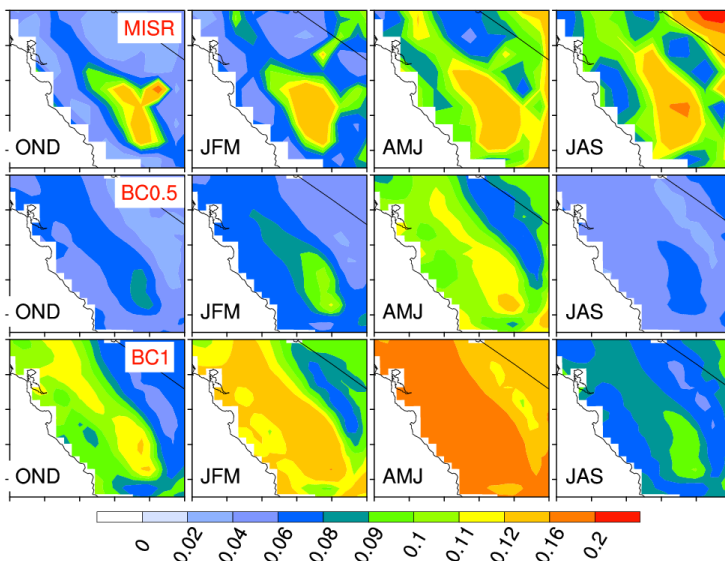 MISR
OND JFM AMJ JAS
BC0.5
OND JFM AMJ JAS
BC1
OND JFM AMJ JAS
0 0.02 0.04 0.06 0.08 0.09 0.1 0.11 0.12 0.16 0.2